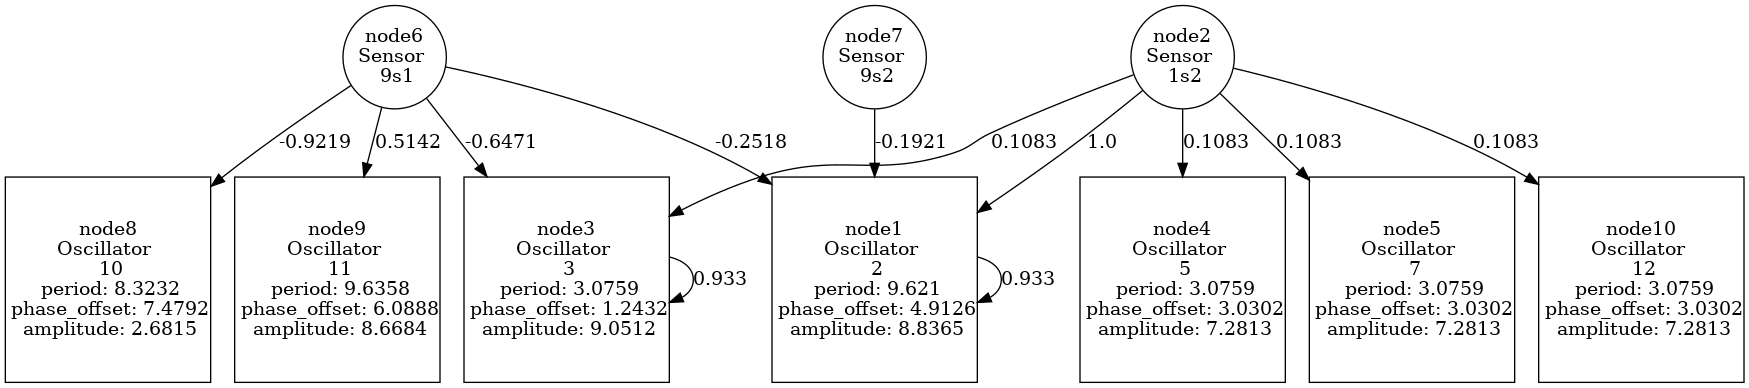 node6
Sensor
9s1
node7
Sensor
9s2
node2
Sensor
1s2
-0.9219
0.5142
-0.6471
-0.2518
-0.1921
0.1083
1.0
0.1083
0.1083
0.1083
node8
Oscillator
10
period: 8.3232
phase_offset: 7.4792
amplitude: 2.6815
node9
Oscillator
11
period: 9.6358
phase_offset: 6.0888
amplitude: 8.6684
node3
Oscillator
3
period: 3.0759
phase_offset: 1.2432
amplitude: 9.0512
0.933
node1
Oscillator
2
period: 9.621
phase_offset: 4.9126
amplitude: 8.8365
0.933
node4
Oscillator
5
period: 3.0759
phase_offset: 3.0302
amplitude: 7.2813
node5
Oscillator
7
period: 3.0759
phase_offset: 3.0302
amplitude: 7.2813
node10
Oscillator
12
period: 3.0759
phase_offset: 3.0302
amplitude: 7.2813